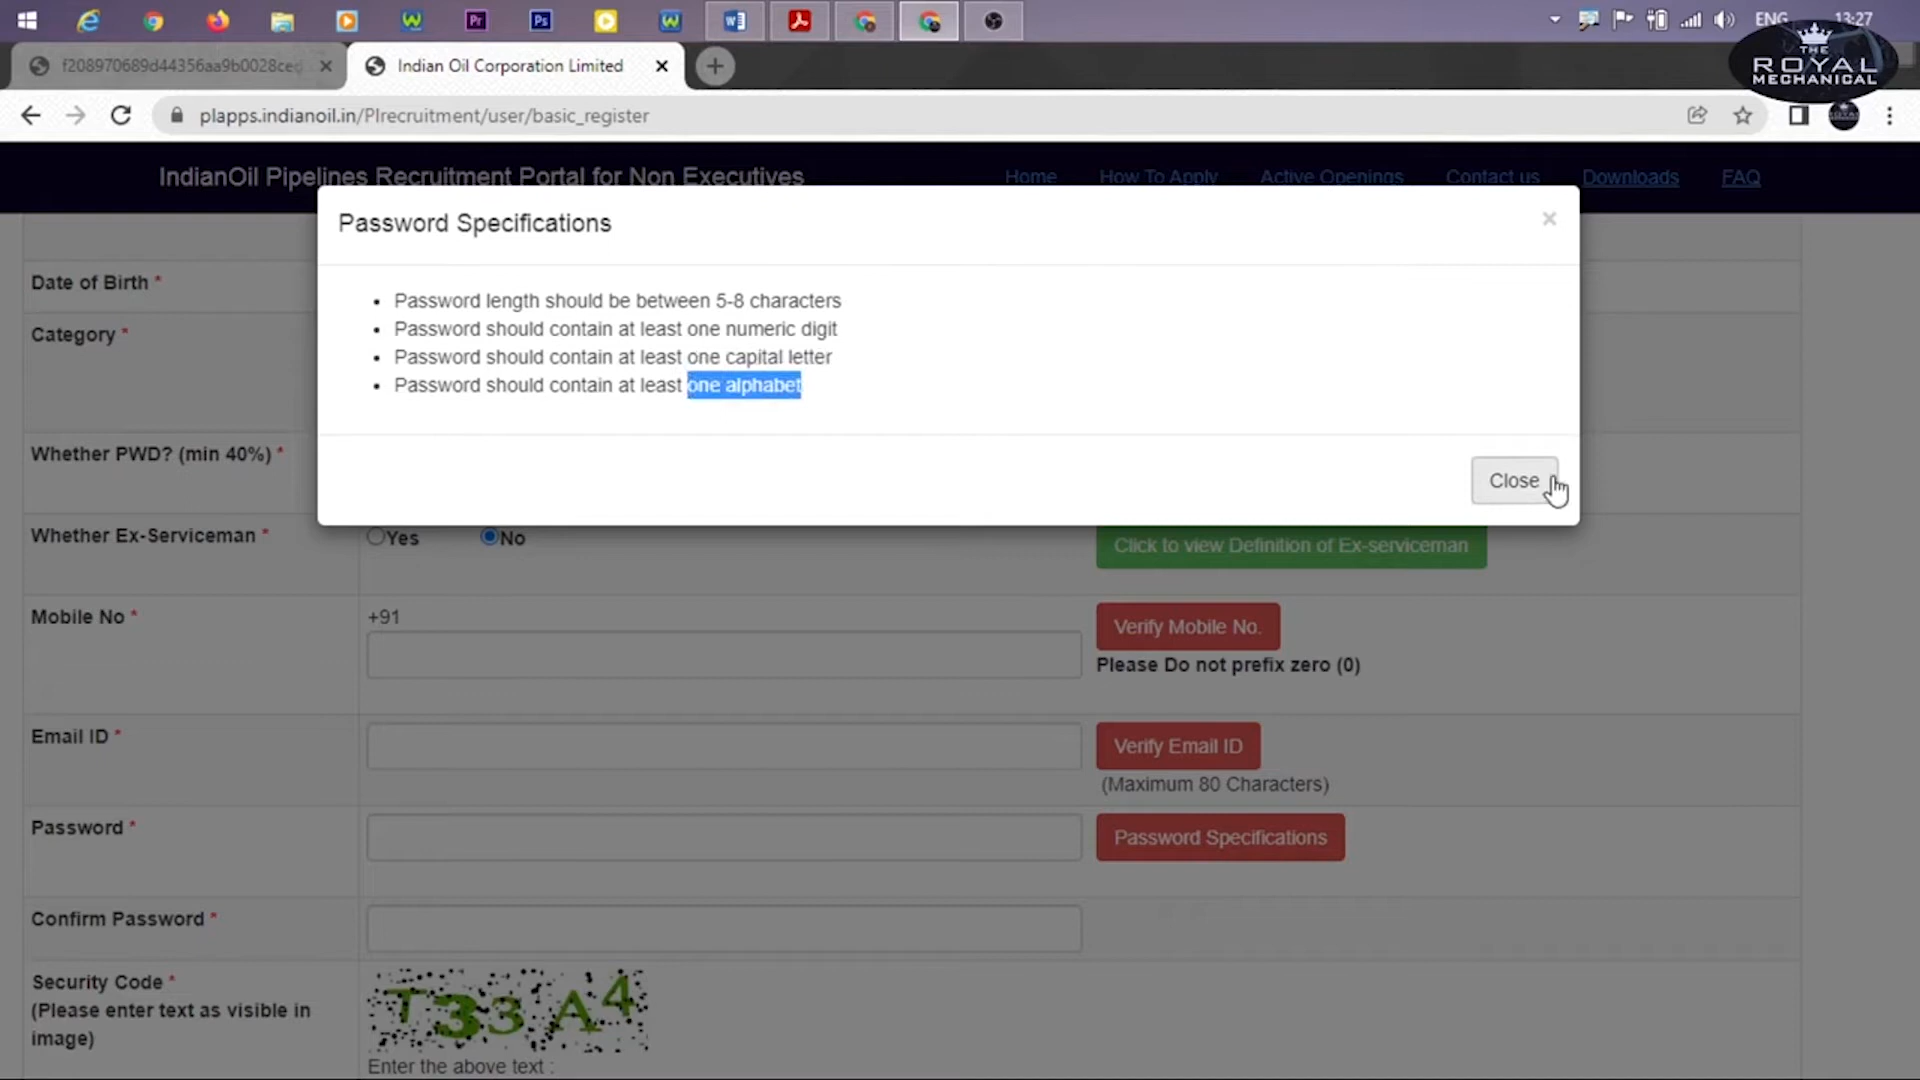 ENG 13:27
THE
ROYAL
MECHANICAL
f208970689d44356aa9b0028ced
Indian Oil Corporation Limited
plapps.indianoil.in/PIrecruitment/user/basic_register
IndianOil Pipelines Recruitment Portal for Non Executives
Home How To Apply Active Openings Contact us Downloads FAQ
Password Specifications
Password length should be between 5-8 characters
Password should contain at least one numeric digit
Password should contain at least one capital letter
Password should contain at least one alphabet
Close
Date of Birth *
Category *
Whether PWD? (min 40%) *
Whether Ex-Serviceman * Yes No Click to view Definition of Ex-serviceman
Mobile No * +91 Verify Mobile No.
Please Do not prefix zero (0)
Email ID * Verify Email ID
(Maximum 80 Characters)
Password * Password Specifications
Confirm Password *
Security Code *
(Please enter text as visible in
image)
T33A4
Enter the above text :